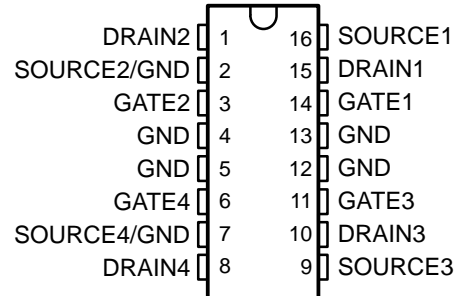 DRAIN2 1 16 SOURCE1
SOURCE2/GND 2 15 DRAIN1
GATE2 3 14 GATE1
GND 4 13 GND
GND 5 12 GND
GATE4 6 11 GATE3
SOURCE4/GND 7 10 DRAIN3
DRAIN4 8 9 SOURCE3